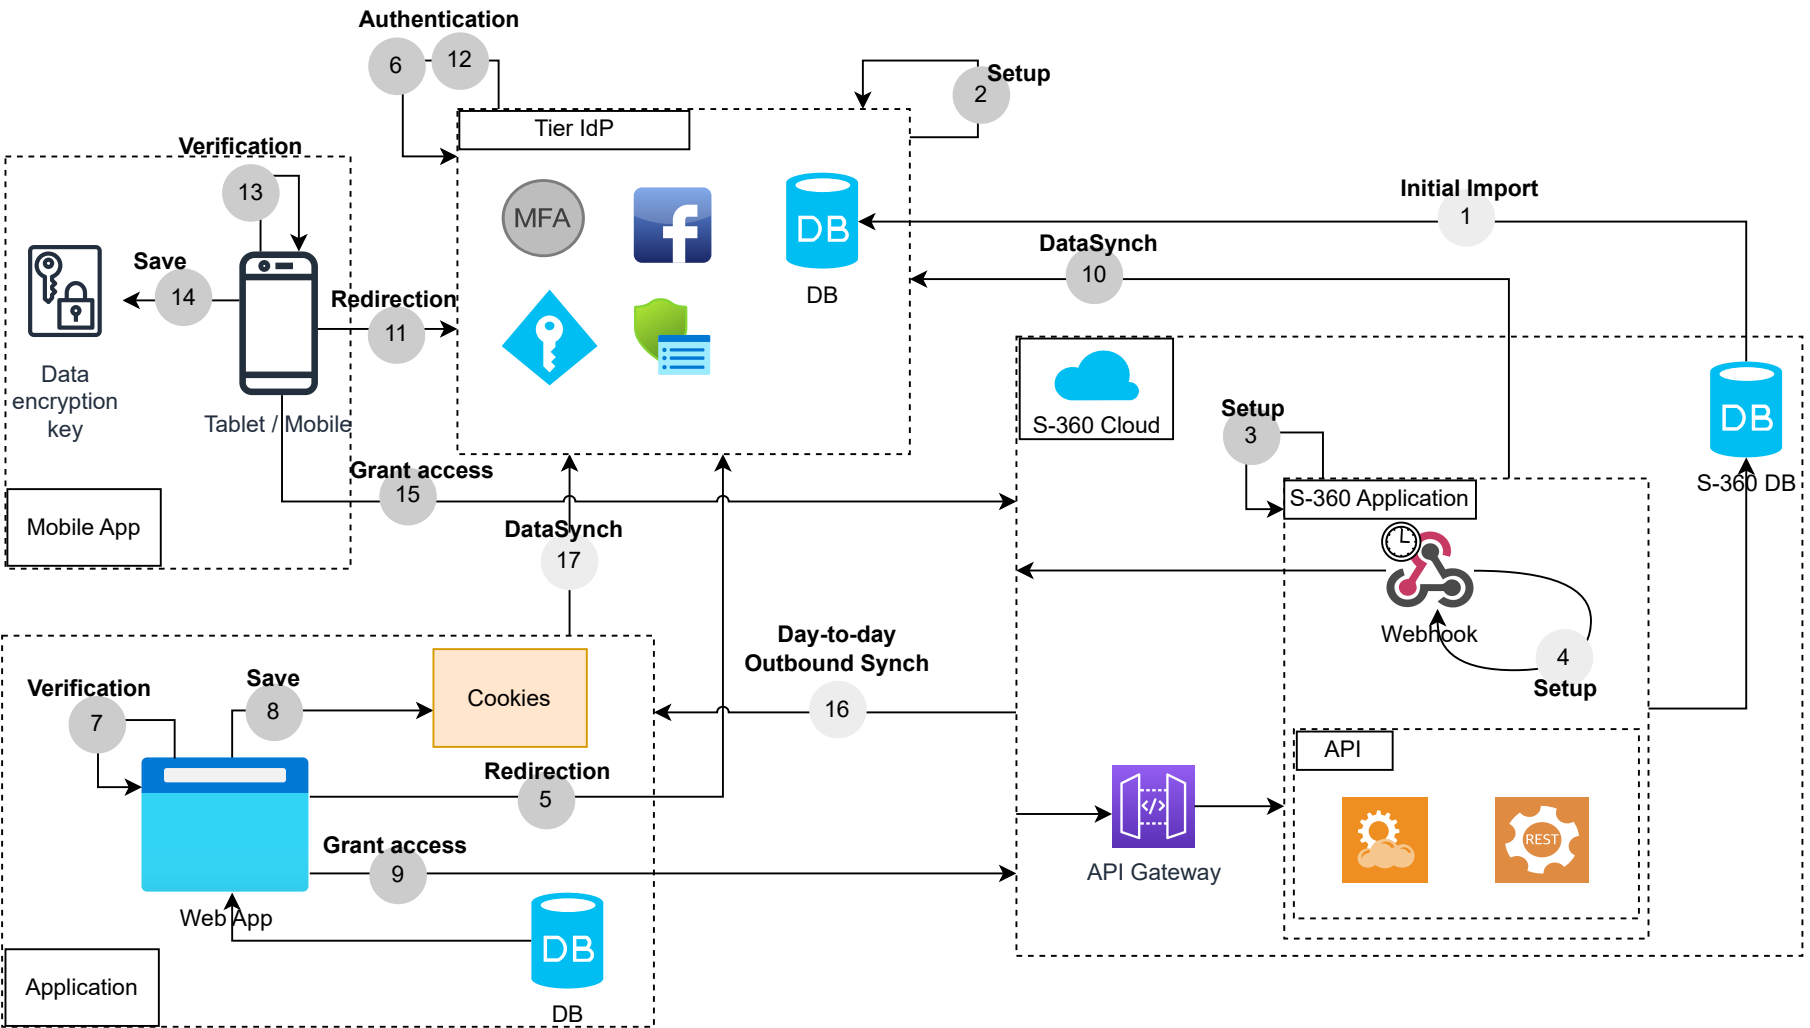 Authentication
6
12
Setup
2
Tier IdP
Verification
13
MFA
f
DB
DB
Initial Import
1
DataSynch
10
Save
14
Redirection
11
Data
encryption
key
Tablet / Mobile
Mobile App
Grant access
15
DataSynch
17
S-360 Cloud
Setup
3
DB
S-360 DB
S-360 Application
Webhook
4
Setup
Day-to-day
Outbound Synch
16
Verification
7
Save
8
Cookies
Redirection
5
Grant access
9
Web App
DB
DB
Application
</>
API Gateway
API
REST